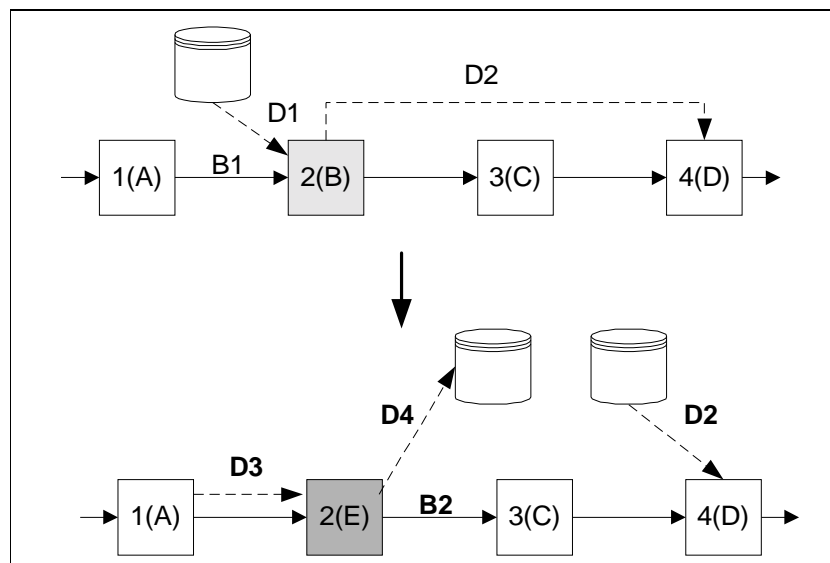 D2
D1
1(A) B1 2(B) 3(C) 4(D)
D4 D2
D3
1(A) 2(E) B2 3(C) 4(D)